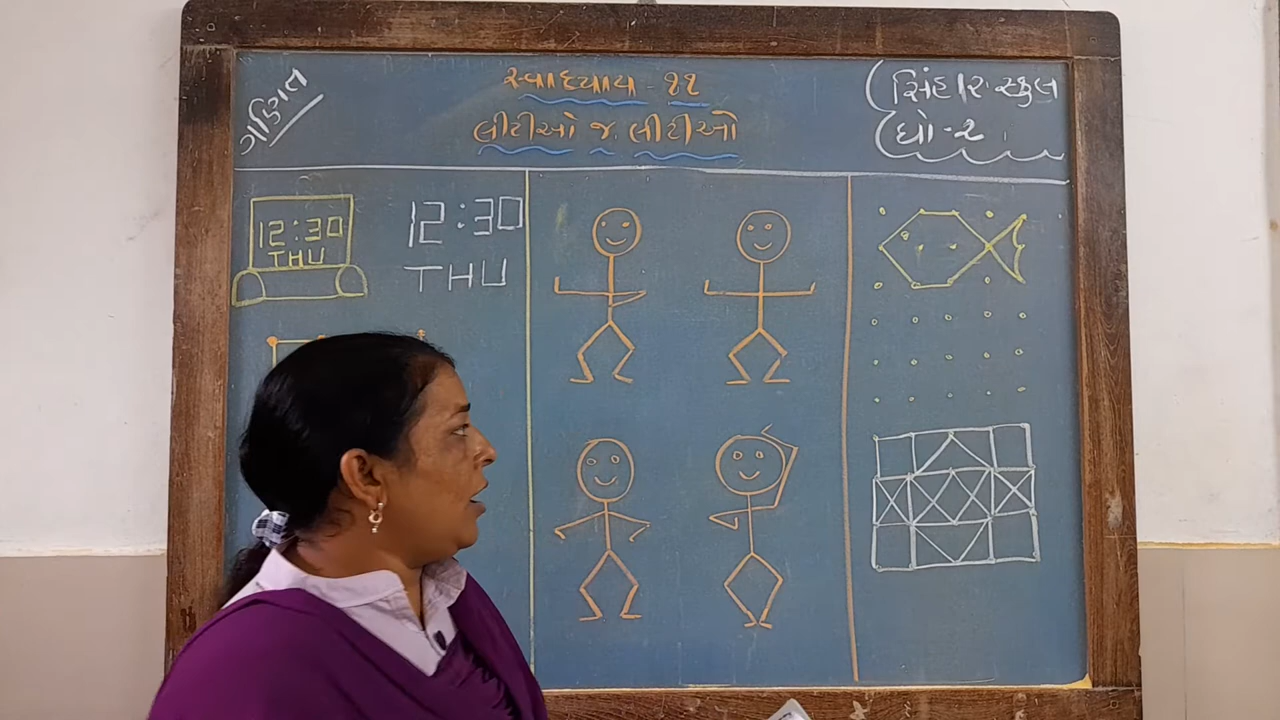 ગણિત
સ્વાધ્યાય - ૧૧
લીટીઓ જ લીટીઓ
સિંહાર સ્કુલ
ધો - ૨
12:30
THU
12:30
THU